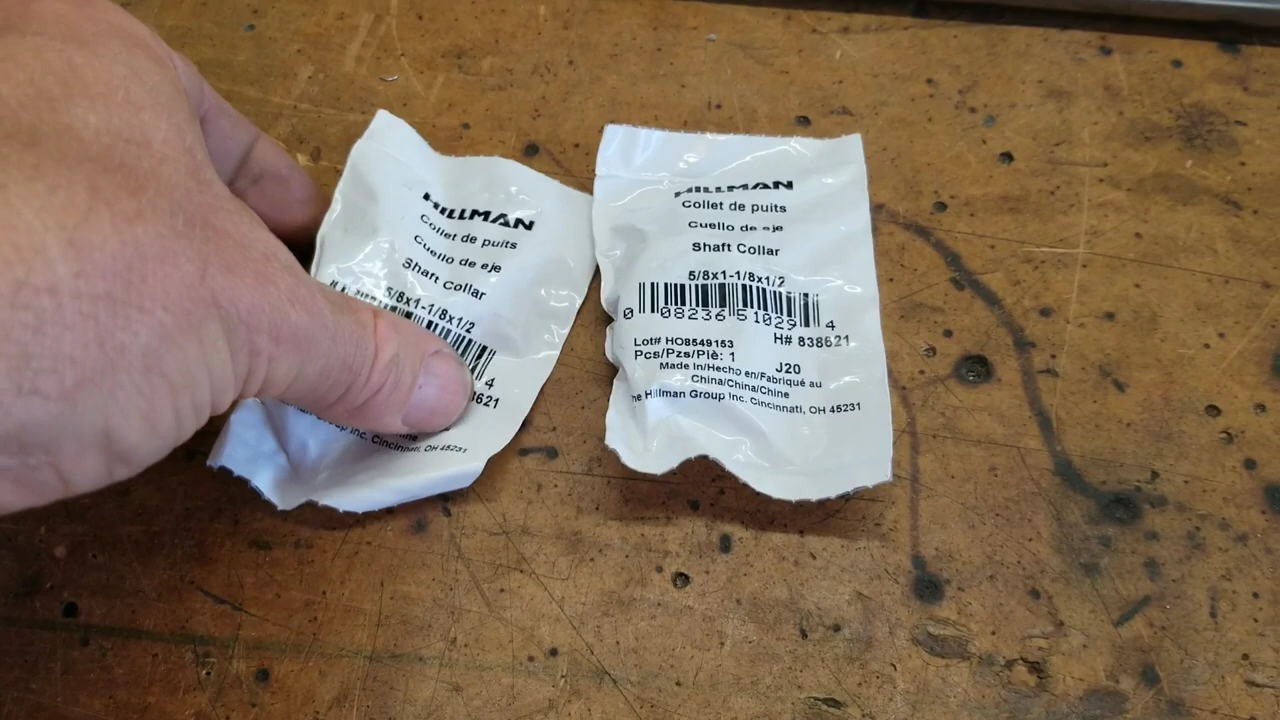 HILLMAN
Collet de puits
Cuello de eje
Shaft Collar
5/8x1-1/8x1/2
4
3621
Inc. Cincinnati, OH 45231
HILLMAN
Collet de puits
Cuello de eje
Shaft Collar
5/8x1-1/8x1/2
0 08236 51029 4
Lot# HO8549153 H# 838621
Pcs/Pzs/Piè: 1 J20
Made In/Hecho en/Fabriqué au
China/China/Chine
The Hillman Group Inc. Cincinnati, OH 45231